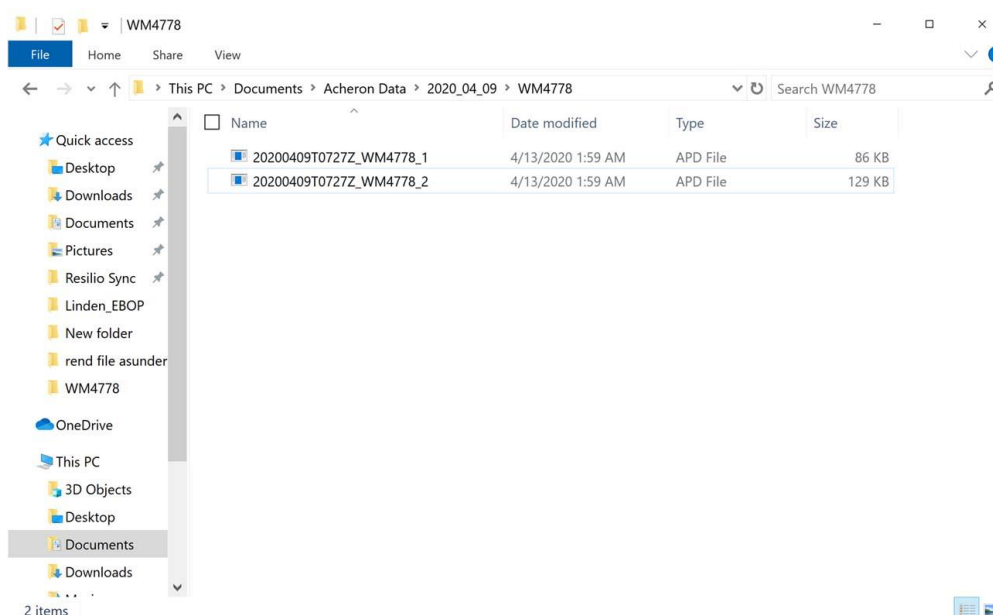 WM4778
File Home Share View
This PC > Documents > Acheron Data > 2020_04_09 > WM4778
Search WM4778
Name Date modified Type Size
20200409T0727Z_WM4778_1 4/13/2020 1:59 AM APD File 86 KB
20200409T0727Z_WM4778_2 4/13/2020 1:59 AM APD File 129 KB
Quick access
Desktop
Downloads
Documents
Pictures
Resilio Sync
Linden_EBOP
New folder
rend file asunder
WM4778
OneDrive
This PC
3D Objects
Desktop
Documents
Downloads
2 items